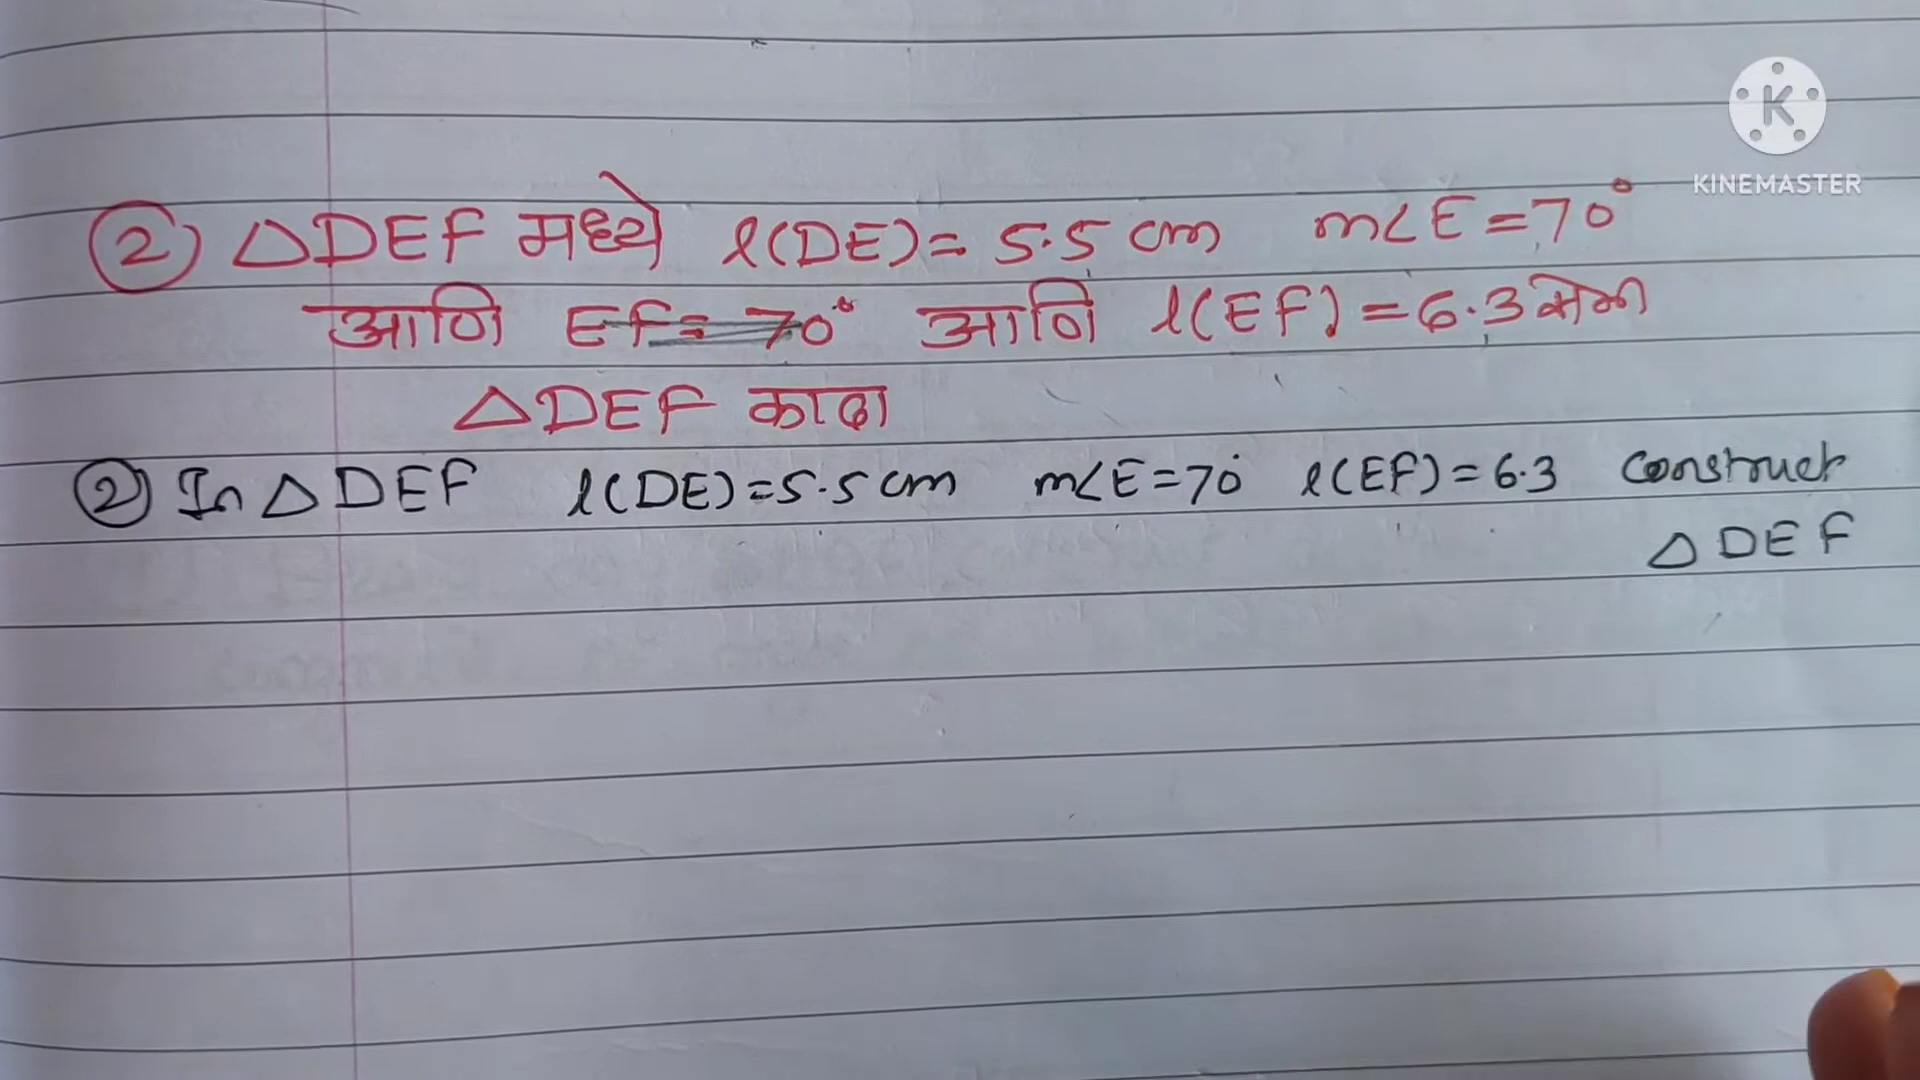 KINEMASTER
② △DEF मध्ये l(DE)= 5.5 cm m∠E=70°
आणि EF= 70° आणि l(EF)=6.3 सेमी
△DEF काढा
② In △DEF l(DE)=5.5 cm m∠E=70° l(EF)=6.3 construct
△DEF